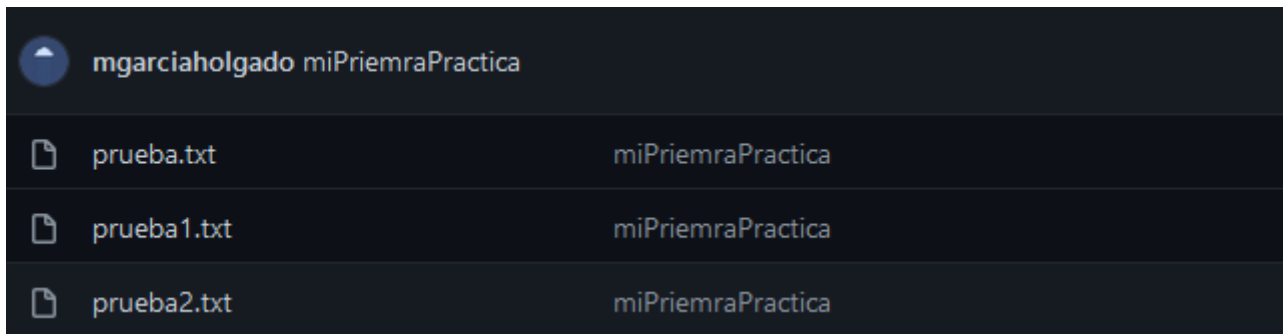 mgarciaholgado miPriemraPractica
prueba.txt miPriemraPractica
prueba1.txt miPriemraPractica
prueba2.txt miPriemraPractica